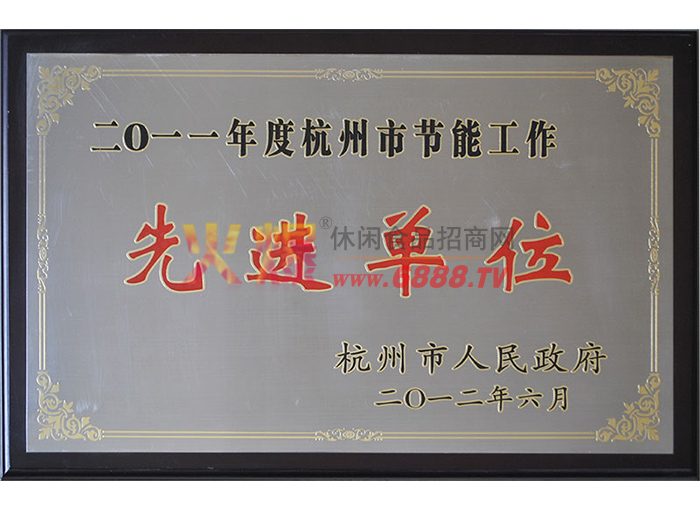 二〇一一年度杭州市节能工作
先进单位
火爆®休闲食品招商网
www.6888.TV
杭州市人民政府
二〇一二年六月